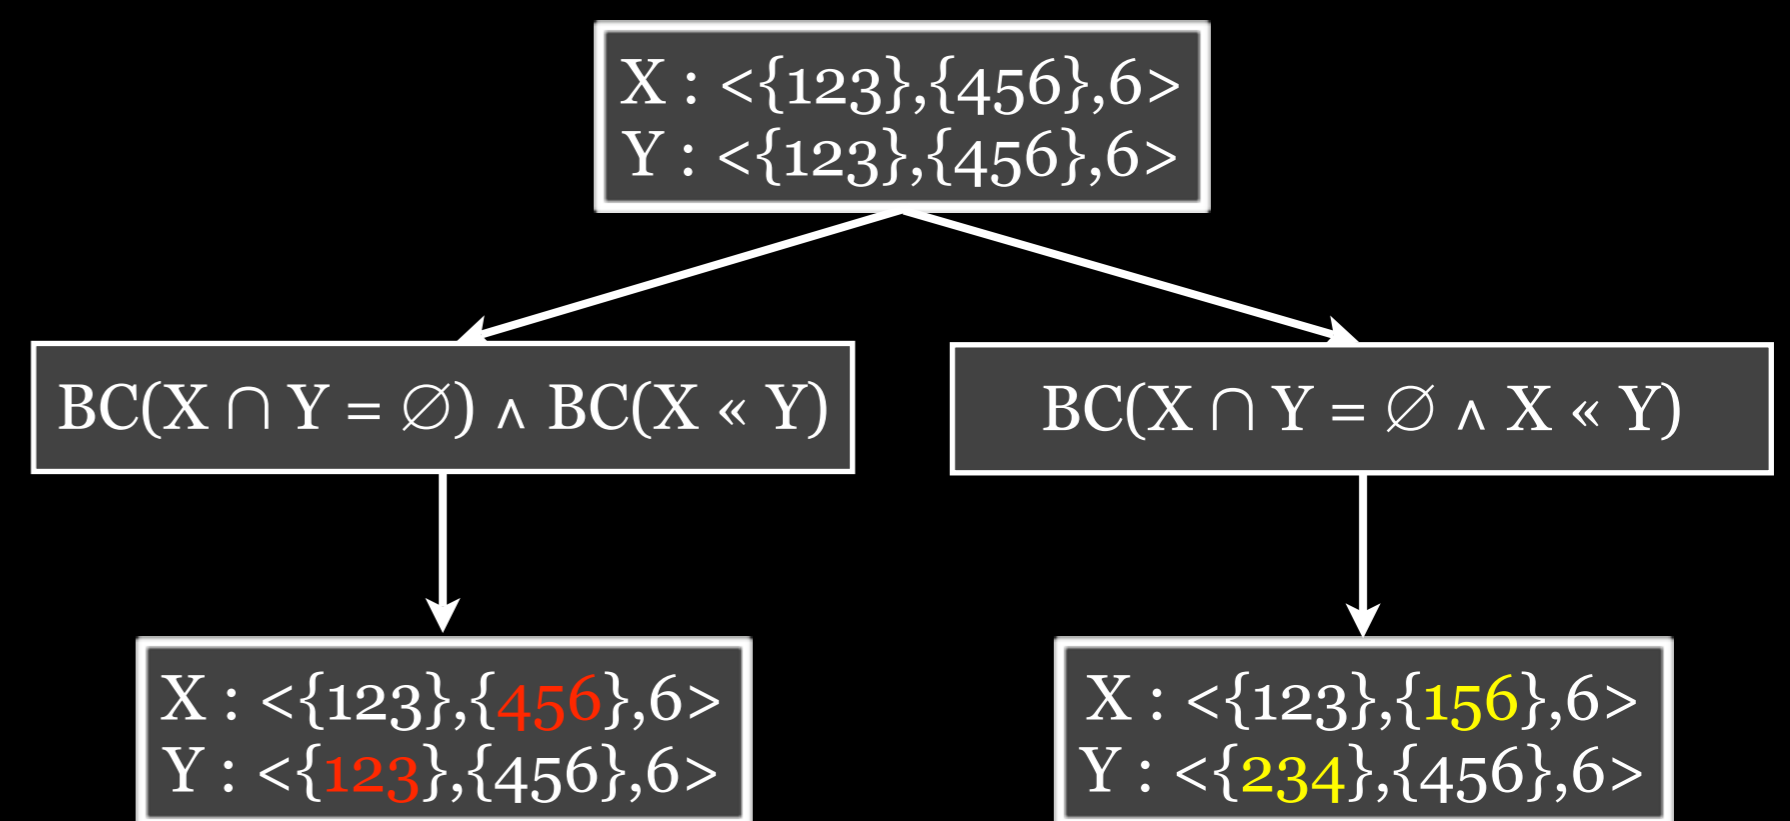 X : <{123},{456},6>
Y : <{123},{456},6>
BC(X ∩ Y = ∅) ∧ BC(X « Y)
BC(X ∩ Y = ∅ ∧ X « Y)
X : <{123},{456},6>
Y : <{123},{456},6>
X : <{123},{156},6>
Y : <{234},{456},6>